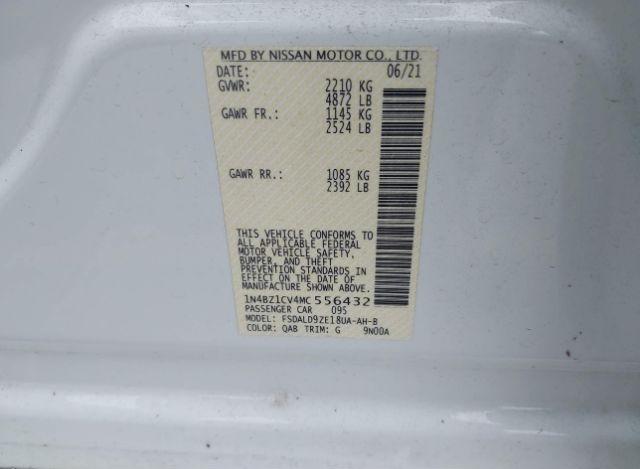 MFD BY NISSAN MOTOR CO., LTD.
DATE: 06/21
GVWR: 2210 KG
4872 LB
GAWR FR.: 1145 KG
2524 LB
GAWR RR.: 1085 KG
2392 LB
THIS VEHICLE CONFORMS TO
ALL APPLICABLE FEDERAL
MOTOR VEHICLE SAFETY,
BUMPER, AND THEFT
PREVENTION STANDARDS IN
EFFECT ON THE DATE OF
MANUFACTURE SHOWN ABOVE.
1N4BZ1CV4MC556432
PASSENGER CAR 095
MODEL: FSDALD9ZE18UA-AH-B
COLOR: QAB TRIM: G 9N00A